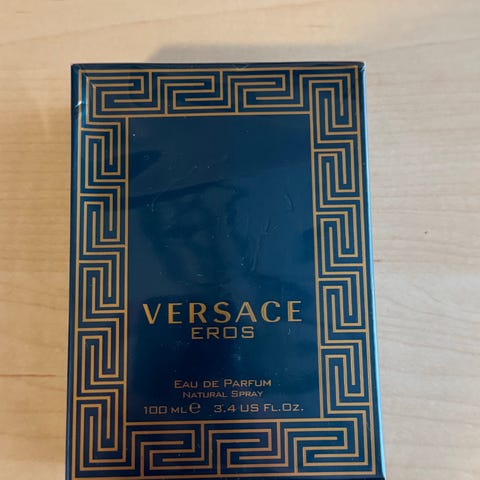 VERSACE
EROS
EAU DE PARFUM
NATURAL SPRAY
100 ML ℮ 3.4 US FL.OZ.